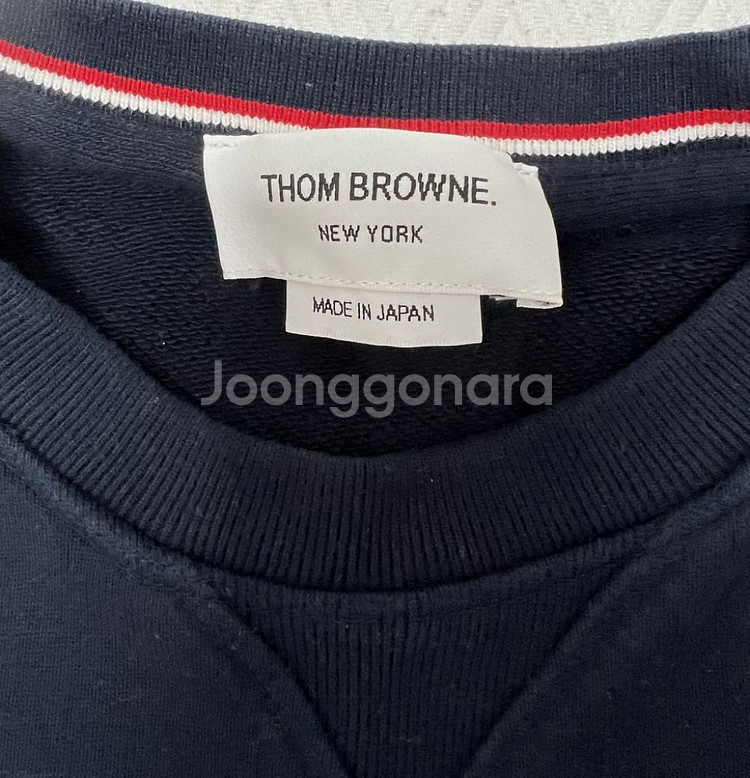 THOM BROWNE.
NEW YORK
MADE IN JAPAN
Joonggonara